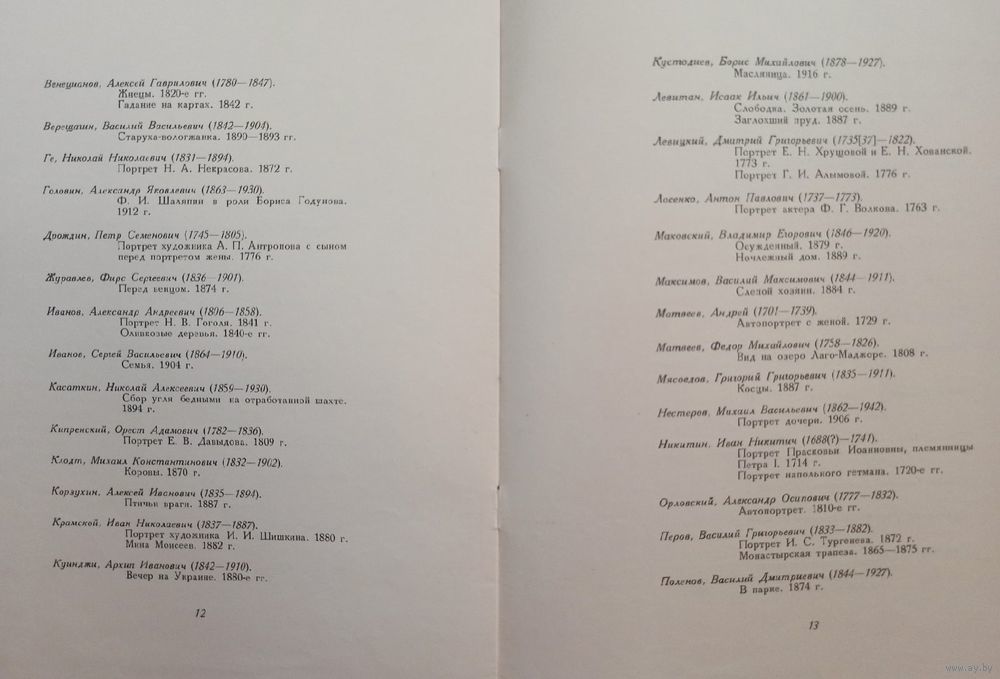 Венецианов, Алексей Гаврилович (1780—1847).
Жнецы. 1820-е гг.
Гадание на картах. 1842 г.
Верещагин, Василий Васильевич (1842—1904).
Старуха-вологжанка. 1890—1893 гг.
Ге, Николай Николаевич (1831—1894).
Портрет Н. А. Некрасова. 1872 г.
Головин, Александр Яковлевич (1863—1930).
Ф. И. Шаляпин в роли Бориса Годунова.
1912 г.
Дрождин, Петр Семенович (1745—1805).
Портрет художника А. П. Антропова с сыном
перед портретом жены. 1776 г.
Журавлев, Фирс Сергеевич (1836—1901).
Перед венцом. 1874 г.
Иванов, Александр Андреевич (1806—1858).
Портрет Н. В. Гоголя. 1841 г.
Оливковые деревья. 1840-е гг.
Иванов, Сергей Васильевич (1864—1910).
Семья. 1904 г.
Касаткин, Николай Алексеевич (1859—1930).
Сбор угля бедными на отработанной шахте.
1894 г.
Кипренский, Орест Адамович (1782—1836).
Портрет Е. В. Давыдова. 1809 г.
Клодт, Михаил Константинович (1832—1902).
Коровы. 1870 г.
Корзухин, Алексей Иванович (1835—1894).
Птичьи враги. 1887 г.
Крамской, Иван Николаевич (1837—1887).
Портрет художника И. И. Шишкина. 1880 г.
Мина Моисеев. 1882 г.
Куинджи, Архип Иванович (1842—1910).
Вечер на Украине. 1880-е гг.
12
Кустодиев, Борис Михайлович (1878—1927).
Масляница. 1916 г.
Левитан, Исаак Ильич (1861—1900).
Слободка. Золотая осень. 1889 г.
Заглохший пруд. 1887 г.
Левицкий, Дмитрий Григорьевич (1735[37]—1822).
Портрет Е. Н. Хрущовой и Е. Н. Хованской.
1773 г.
Портрет Г. И. Алымовой. 1776 г.
Лосенко, Антон Павлович (1737—1773).
Портрет актера Ф. Г. Волкова. 1763 г.
Маковский, Владимир Егорович (1846—1920).
Осужденный. 1879 г.
Ночлежный дом. 1889 г.
Максимов, Василий Максимович (1844—1911).
Слепой хозяин. 1884 г.
Матвеев, Андрей (1701—1739).
Автопортрет с женой. 1729 г.
Матвеев, Федор Михайлович (1758—1826).
Вид на озеро Лаго-Маджоре. 1808 г.
Мясоедов, Григорий Григорьевич (1835—1911).
Косцы. 1887 г.
Нестеров, Михаил Васильевич (1862—1942).
Портрет дочери. 1906 г.
Никитин, Иван Никитич (1688(?)—1741).
Портрет Прасковьи Иоанновны, племянницы
Петра I. 1714 г.
Портрет напольного гетмана. 1720-е гг.
Орловский, Александр Осипович (1777—1832).
Автопортрет. 1810-е гг.
Перов, Василий Григорьевич (1833—1882).
Портрет И. С. Тургенева. 1872 г.
Монастырская трапеза. 1865—1875 гг.
Поленов, Василий Дмитриевич (1844—1927).
В парке. 1874 г.
13
www.ay.by